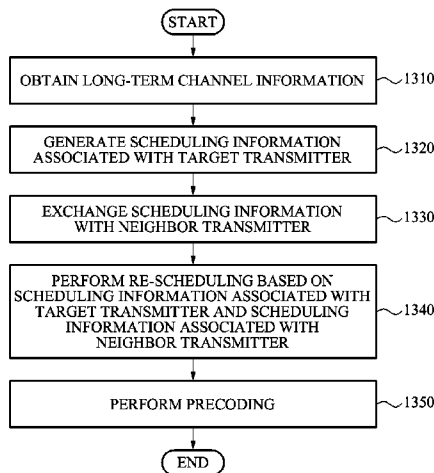 START
OBTAIN LONG-TERM CHANNEL INFORMATION
1310
GENERATE SCHEDULING INFORMATION
ASSOCIATED WITH TARGET TRANSMITTER
1320
EXCHANGE SCHEDULING INFORMATION
WITH NEIGHBOR TRANSMITTER
1330
PERFORM RE-SCHEDULING BASED ON
SCHEDULING INFORMATION ASSOCIATED WITH
TARGET TRANSMITTER AND SCHEDULING
INFORMATION ASSOCIATED WITH
NEIGHBOR TRANSMITTER
1340
PERFORM PRECODING
1350
END